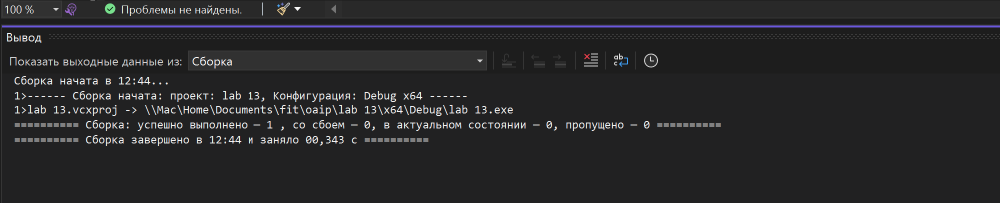 100 %
Проблемы не найдены.
Вывод
Показать выходные данные из: Сборка
Сборка начата в 12:44...
1>------ Сборка начата: проект: lab 13, Конфигурация: Debug x64 ------
1>lab 13.vcxproj -> \\Mac\Home\Documents\fit\oaip\lab 13\x64\Debug\lab 13.exe
========== Сборка: успешно выполнено — 1 , со сбоем — 0, в актуальном состоянии — 0, пропущено — 0 ==========
========== Сборка завершено в 12:44 и заняло 00,343 с ==========